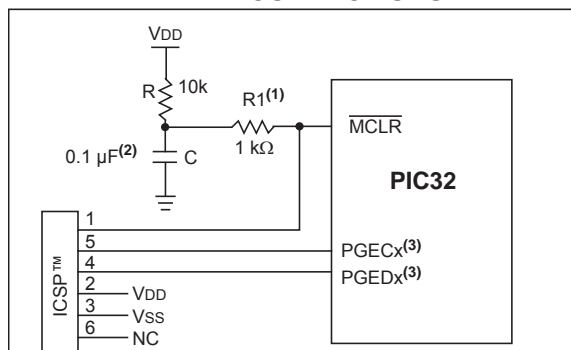 VDD
R
10k
R1(1)
1 kΩ
0.1 µF(2)
C
MCLR
PIC32
ICSP™
1
5
4
2
VDD
3
VSS
6
NC
PGECx(3)
PGEDx(3)